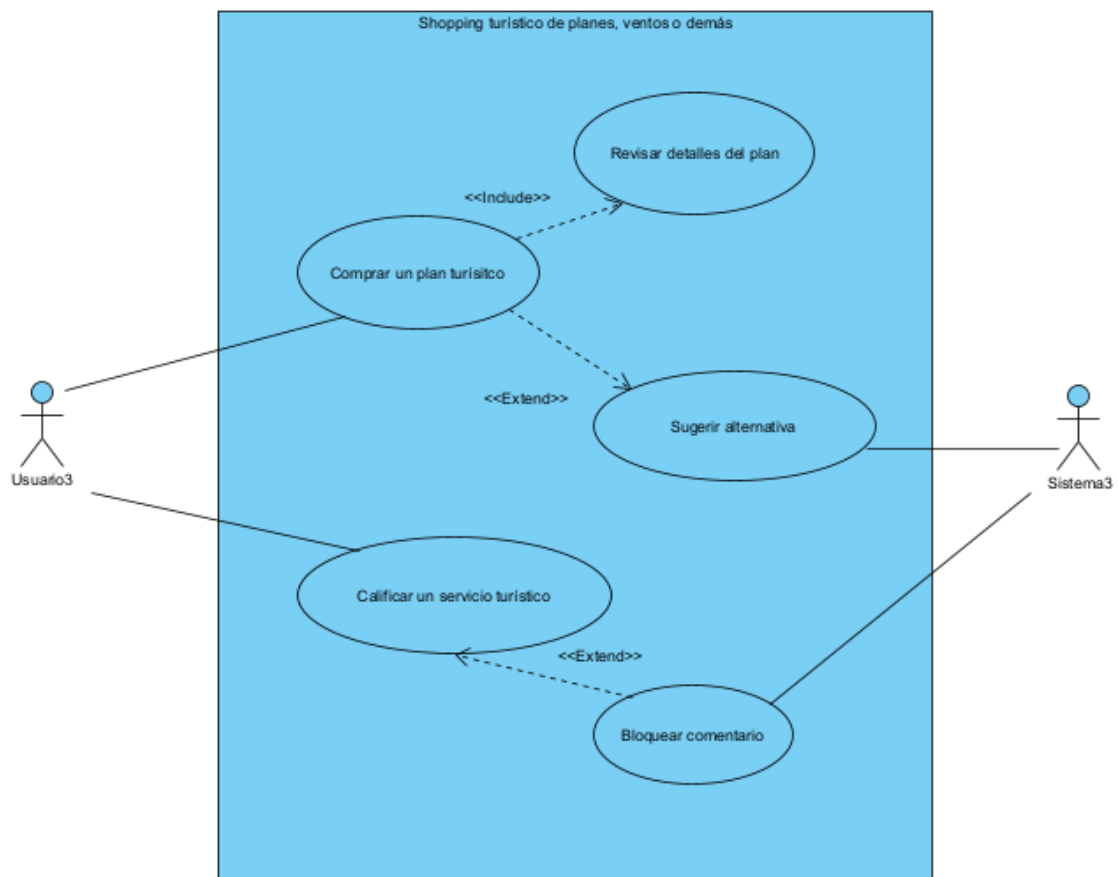 Shopping turístico de planes, ventos o demás
Revisar detalles del plan
<<Include>>
Comprar un plan turísitco
<<Extend>>
Sugerir alternativa
Usuario3
Sistema3
Calificar un servicio turístico
<<Extend>>
Bloquear comentario